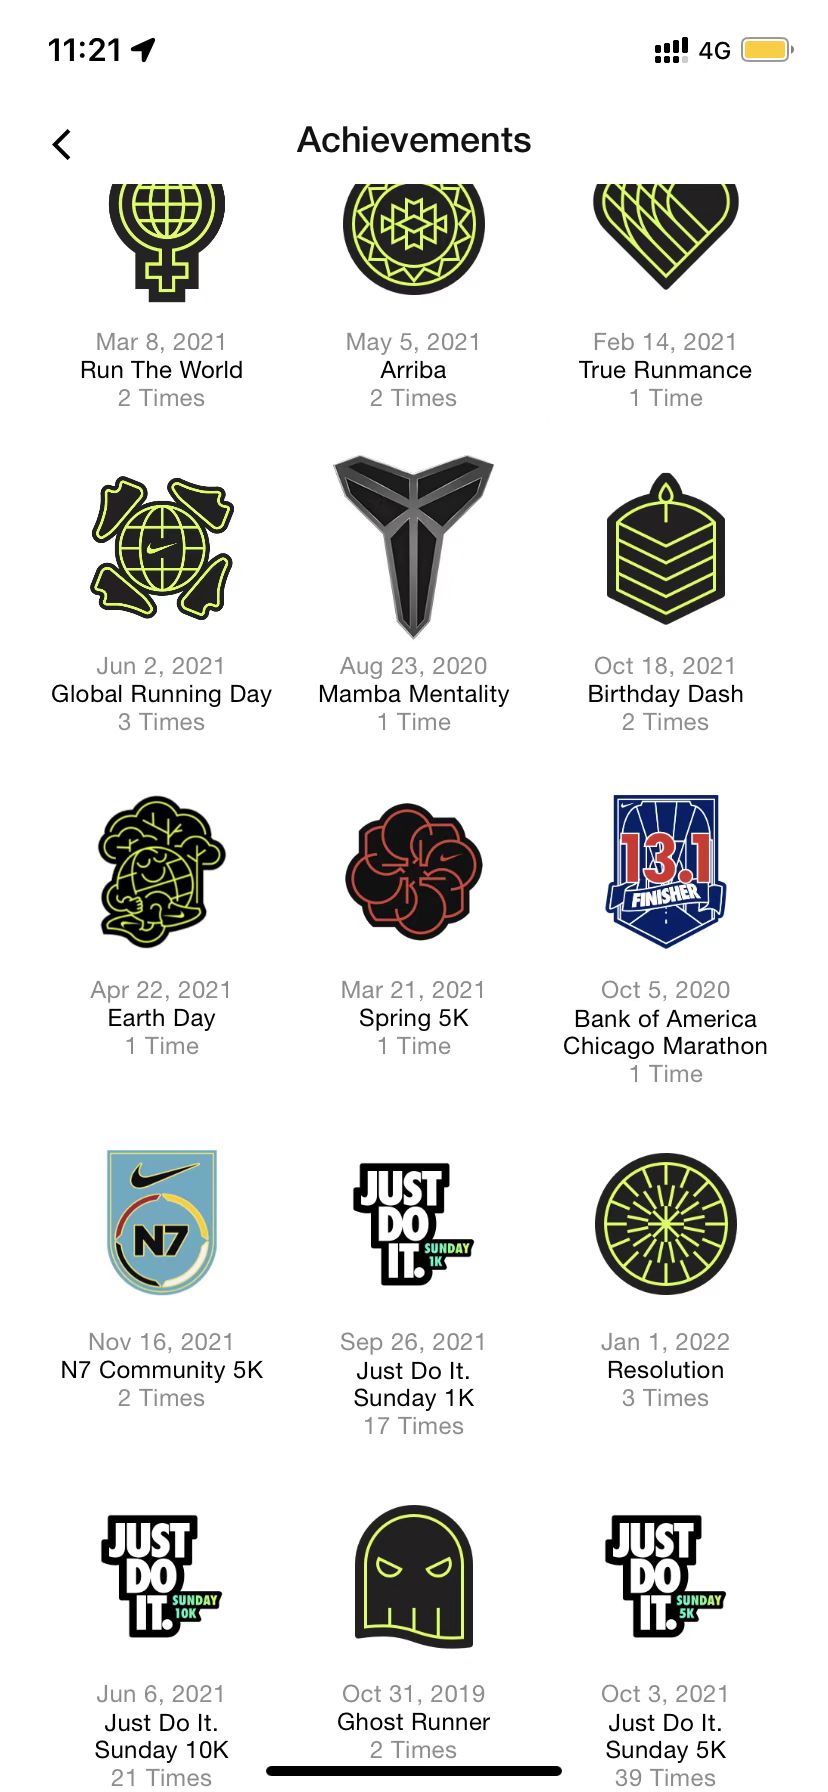 11:21
4G
Achievements
Mar 8, 2021
Run The World
2 Times
May 5, 2021
Arriba
2 Times
Feb 14, 2021
True Runmance
1 Time
Jun 2, 2021
Global Running Day
3 Times
Aug 23, 2020
Mamba Mentality
1 Time
Oct 18, 2021
Birthday Dash
2 Times
Apr 22, 2021
Earth Day
1 Time
5K
Mar 21, 2021
Spring 5K
1 Time
13.1
FINISHER
Oct 5, 2020
Bank of America
Chicago Marathon
1 Time
N7
Nov 16, 2021
N7 Community 5K
2 Times
JUST
DO
IT.
SUNDAY
1K
Sep 26, 2021
Just Do It.
Sunday 1K
17 Times
Jan 1, 2022
Resolution
3 Times
JUST
DO
IT.
SUNDAY
10K
Jun 6, 2021
Just Do It.
Sunday 10K
21 Times
Oct 31, 2019
Ghost Runner
2 Times
JUST
DO
IT.
SUNDAY
5K
Oct 3, 2021
Just Do It.
Sunday 5K
39 Times